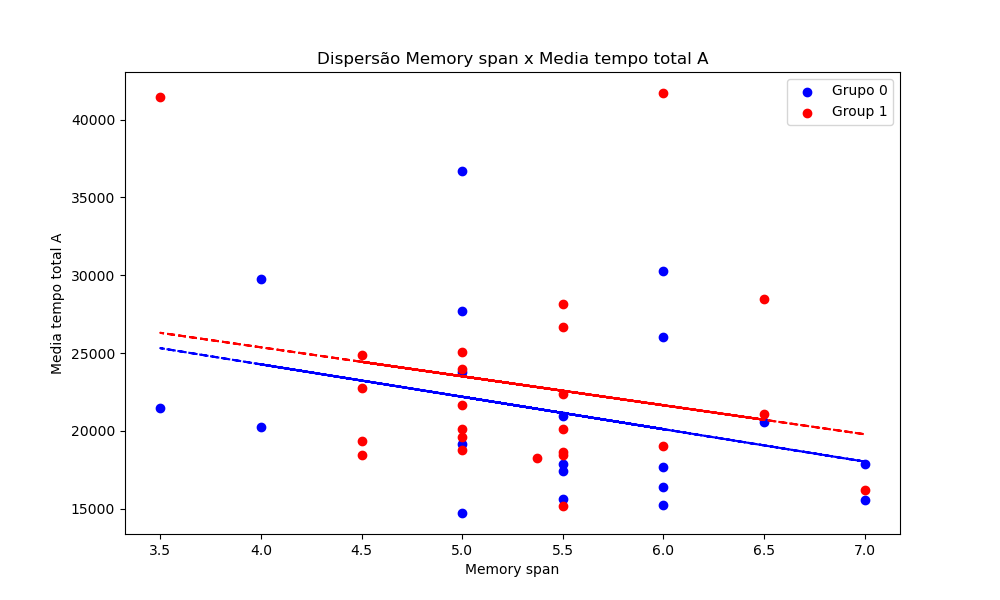 Dispersão Memory span x Media tempo total A
Grupo 0
Group 1
Media tempo total A
40000
35000
30000
25000
20000
15000
3.5 4.0 4.5 5.0 5.5 6.0 6.5 7.0
Memory span